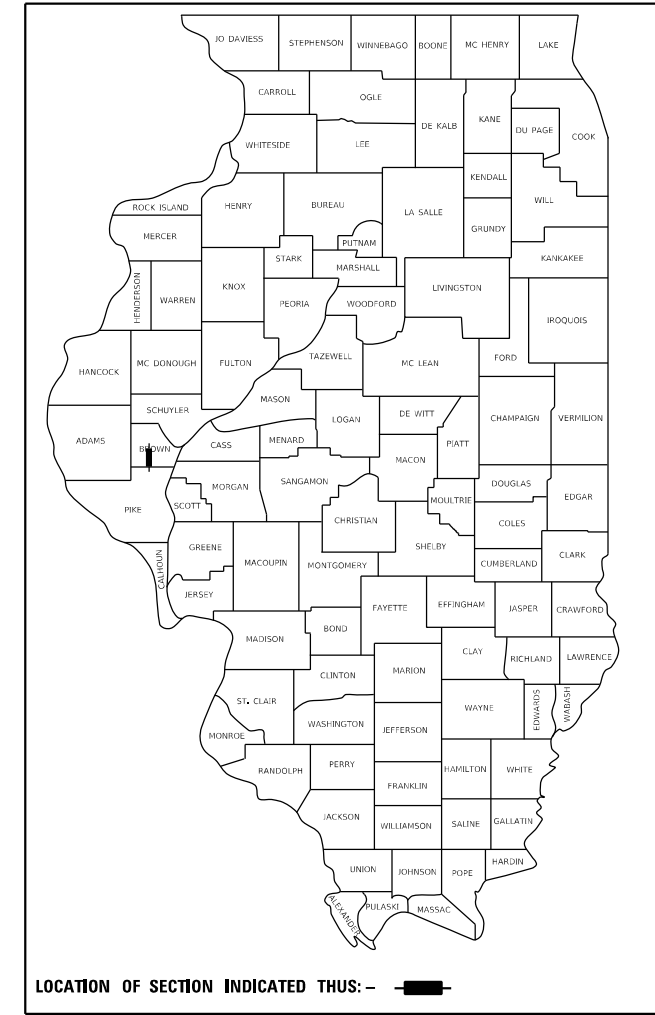 JO DAVIESS
STEPHENSON
WINNEBAGO
BOONE
MC HENRY
LAKE
CARROLL
OGLE
DE KALB
KANE
DU PAGE
COOK
WHITESIDE
LEE
KENDALL
WILL
ROCK ISLAND
HENRY
BUREAU
LA SALLE
GRUNDY
MERCER
PUTNAM
STARK
MARSHALL
KANKAKEE
HENDERSON
WARREN
KNOX
PEORIA
WOODFORD
LIVINGSTON
IROQUOIS
HANCOCK
MC DONOUGH
FULTON
TAZEWELL
MC LEAN
FORD
MASON
SCHUYLER
LOGAN
DE WITT
CHAMPAIGN
VERMILION
ADAMS
BROWN
CASS
MENARD
MACON
PIATT
PIKE
SCOTT
MORGAN
SANGAMON
MOULTRIE
DOUGLAS
EDGAR
CHRISTIAN
COLES
CALHOUN
GREENE
MACOUPIN
MONTGOMERY
SHELBY
CUMBERLAND
CLARK
JERSEY
FAYETTE
EFFINGHAM
JASPER
CRAWFORD
MADISON
BOND
CLAY
RICHLAND
LAWRENCE
CLINTON
MARION
ST. CLAIR
WAYNE
EDWARDS
WABASH
MONROE
WASHINGTON
JEFFERSON
RANDOLPH
PERRY
HAMILTON
WHITE
FRANKLIN
JACKSON
WILLIAMSON
SALINE
GALLATIN
UNION
JOHNSON
POPE
HARDIN
ALEXANDER
PULASKI
MASSAC
LOCATION OF SECTION INDICATED THUS: –